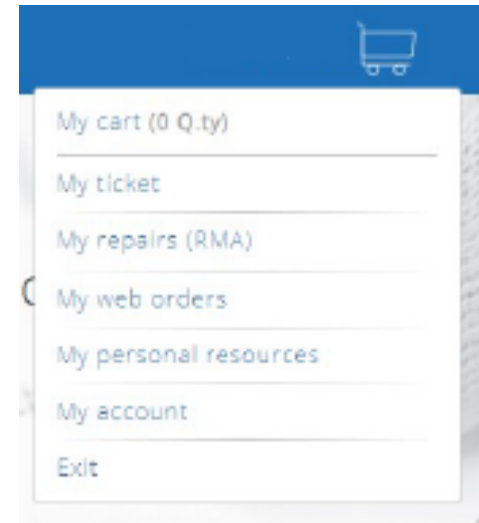 My cart (0 Q.ty)
My ticket
My repairs (RMA)
My web orders
My personal resources
My account
Exit